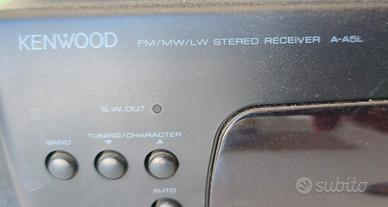 KENWOOD FM/MW/LW STEREO RECEIVER A-A5L
S.W. OUT
BAND TUNING/CHARACTER
AUTO
subito